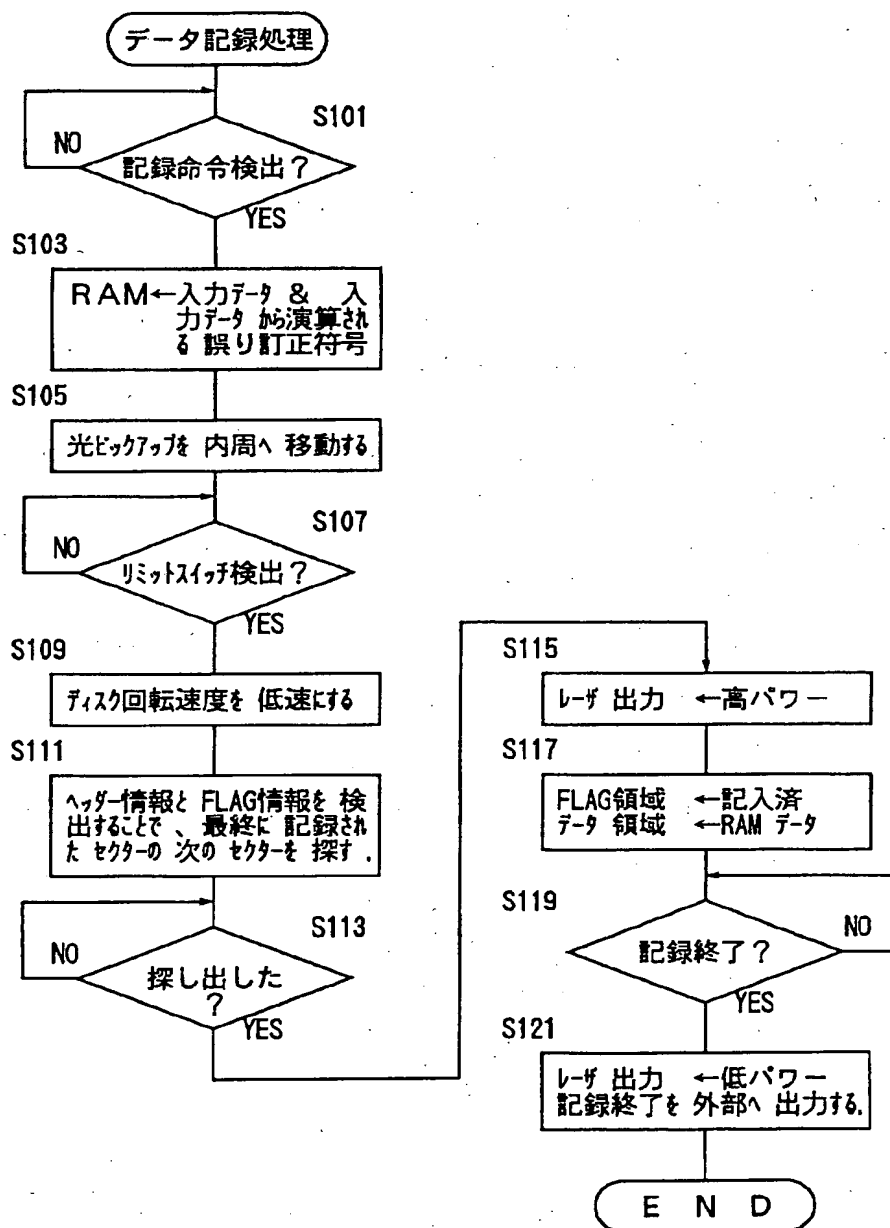 データ記録処理
S101
NO
記録命令検出？
YES
S103
RAM←入力データ & 入
力データ から演算され
る 誤り訂正符号
S105
光ピックアップを 内周へ 移動する
S107
NO
リミットスイッチ検出？
YES
S109
ディスク回転速度を 低速にする
S111
ヘッダー情報と FLAG情報を 検
出することで 、最終に 記録され
た セクターの 次の セクターを 探す .
S113
NO
探し出した
？
YES
S115
レーザ 出力 ←高パワー
S117
FLAG領域 ←記入済
データ 領域 ←RAM データ
S119
NO
記録終了？
YES
S121
レーザ 出力 ←低パワー
記録終了を 外部へ 出力する.
E N D